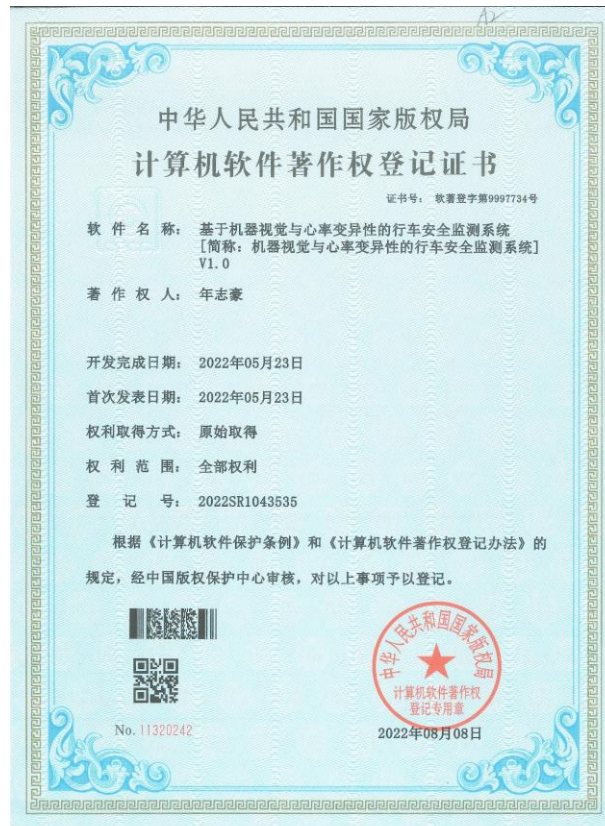 A2
中华人民共和国国家版权局
计算机软件著作权登记证书
证书号: 软著登字第9997734号
软件名称: 基于机器视觉与心率变异性的行车安全监测系统
[简称: 机器视觉与心率变异性的行车安全监测系统]
V1.0
著作权人: 年志豪
开发完成日期: 2022年05月23日
首次发表日期: 2022年05月23日
权利取得方式: 原始取得
权利范围: 全部权利
登记号: 2022SR1043535
根据《计算机软件保护条例》和《计算机软件著作权登记办法》的
规定, 经中国版权保护中心审核, 对以上事项予以登记。
中华人民共和国国家版权局
计算机软件著作权
登记专用章
No. 11320242
2022年08月08日